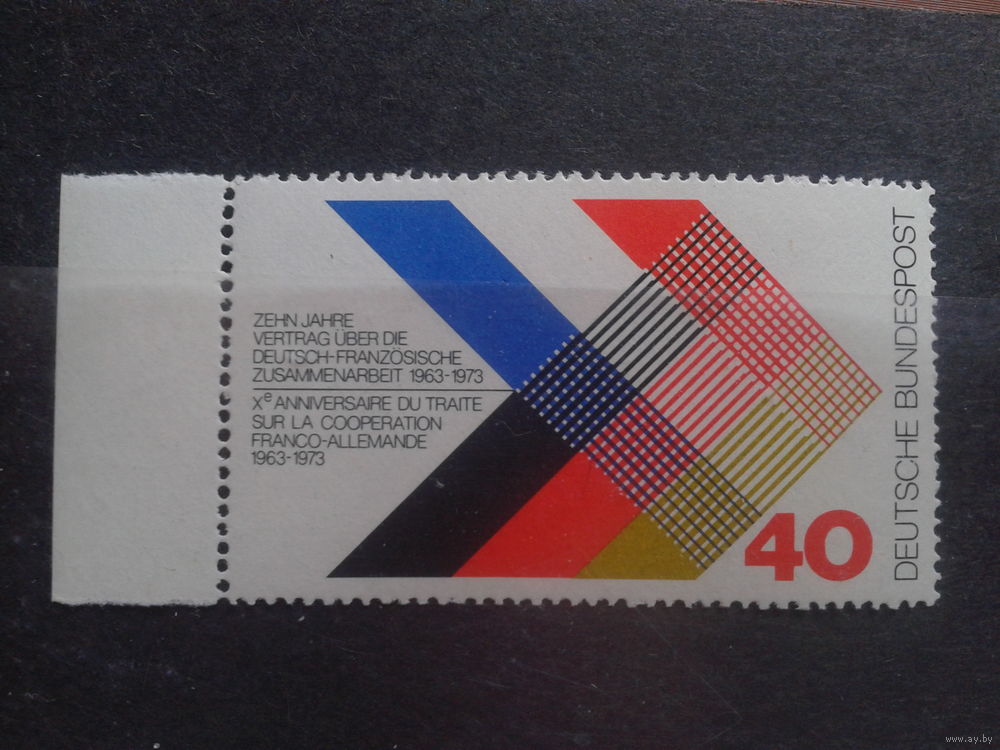 ZEHN JAHRE
VERTRAG ÜBER DIE
DEUTSCH-FRANZÖSISCHE
ZUSAMMENARBEIT 1963-1973
Xe ANNIVERSAIRE DU TRAITE
SUR LA COOPERATION
FRANCO-ALLEMANDE
1963-1973
40
DEUTSCHE BUNDESPOST
www.ay.by